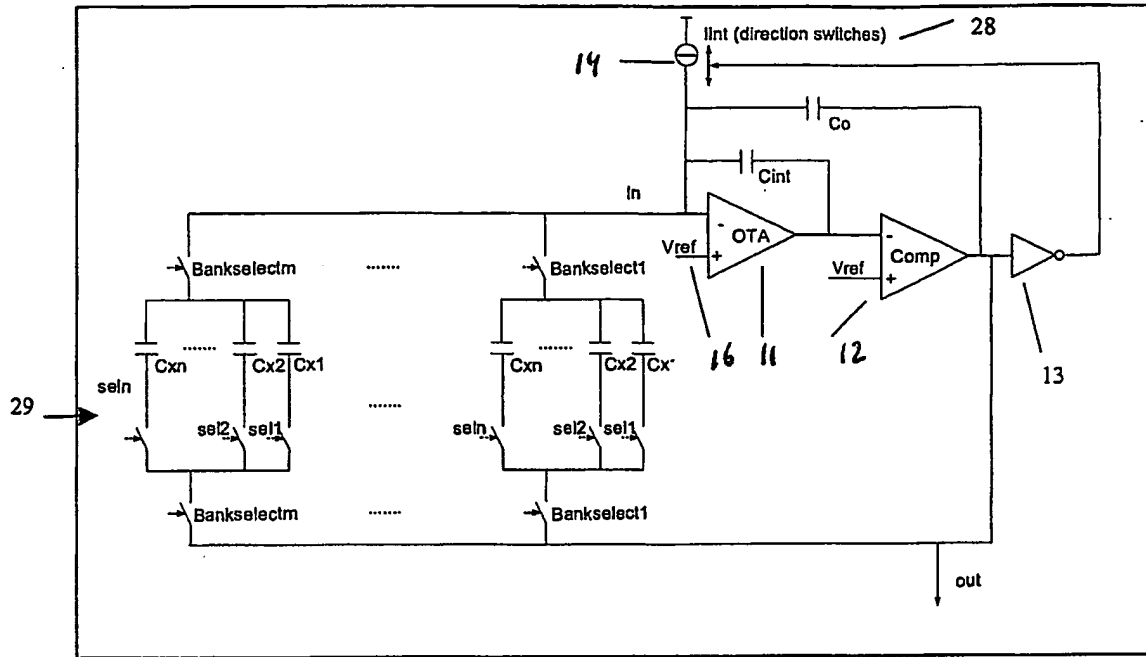 Iint (direction switches) 28
14
Co
Cint
In
- OTA
Vref +
- Comp
Vref +
16 11 12 13
Bankselectm ....... Bankselect1
Cxn ....... Cx2 Cx1 Cxn ....... Cx2 Cx'
29 seln
sel2 sel1 ....... seln sel2 sel1
Bankselectm ....... Bankselect1
out